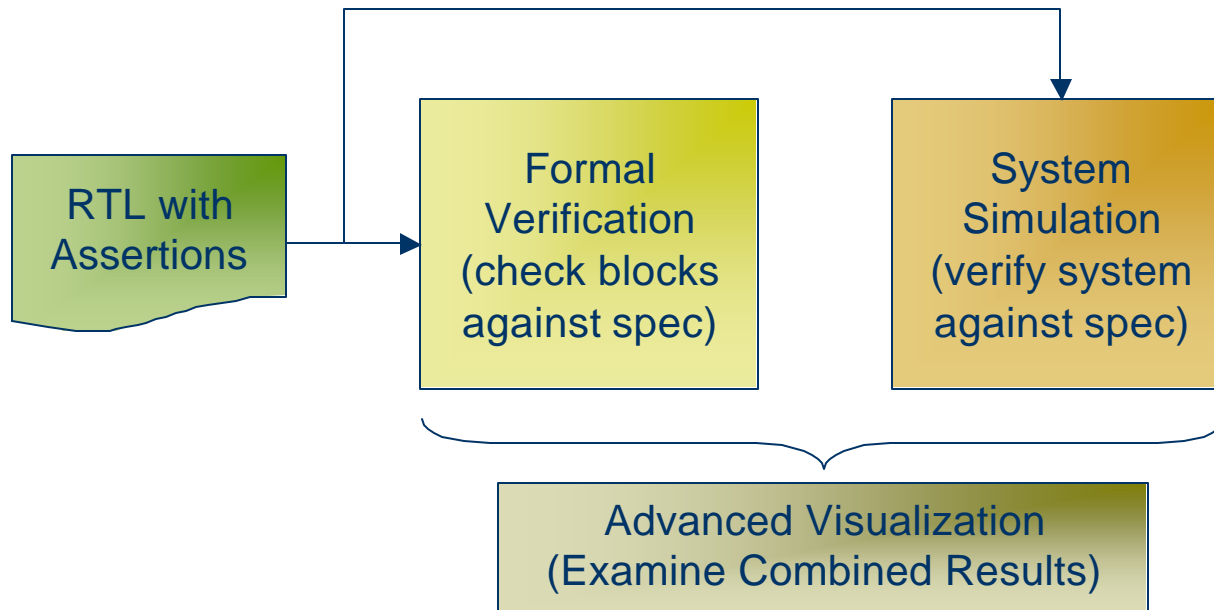 RTL with
Assertions
Formal
Verification
(check blocks
against spec)
System
Simulation
(verify system
against spec)
Advanced Visualization
(Examine Combined Results)